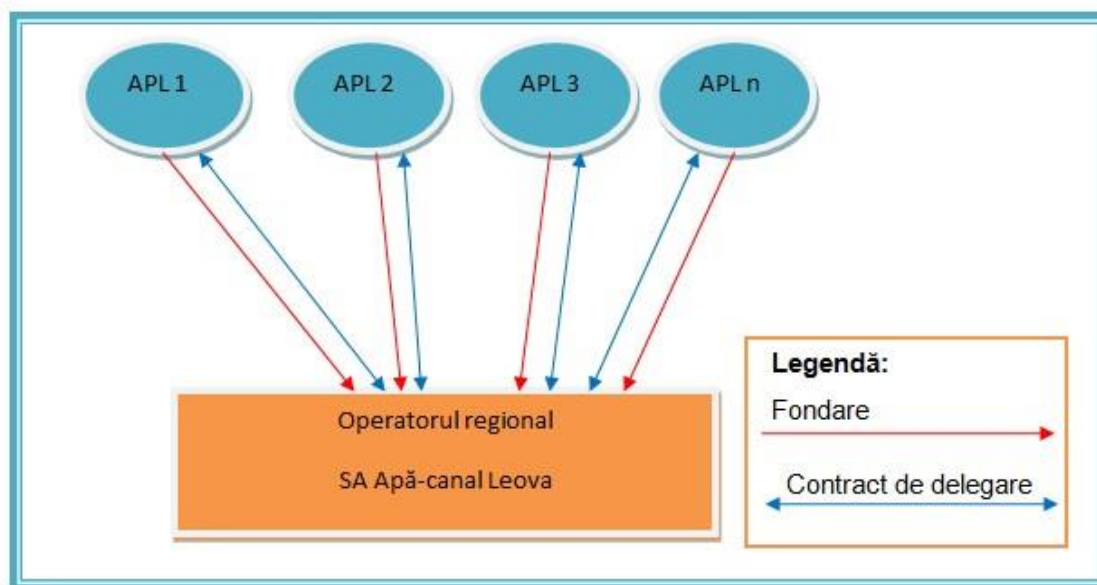 APL 1
APL 2
APL 3
APL n
Operatorul regional
SA Apă-canal Leova
Legendă:
Fondare
Contract de delegare